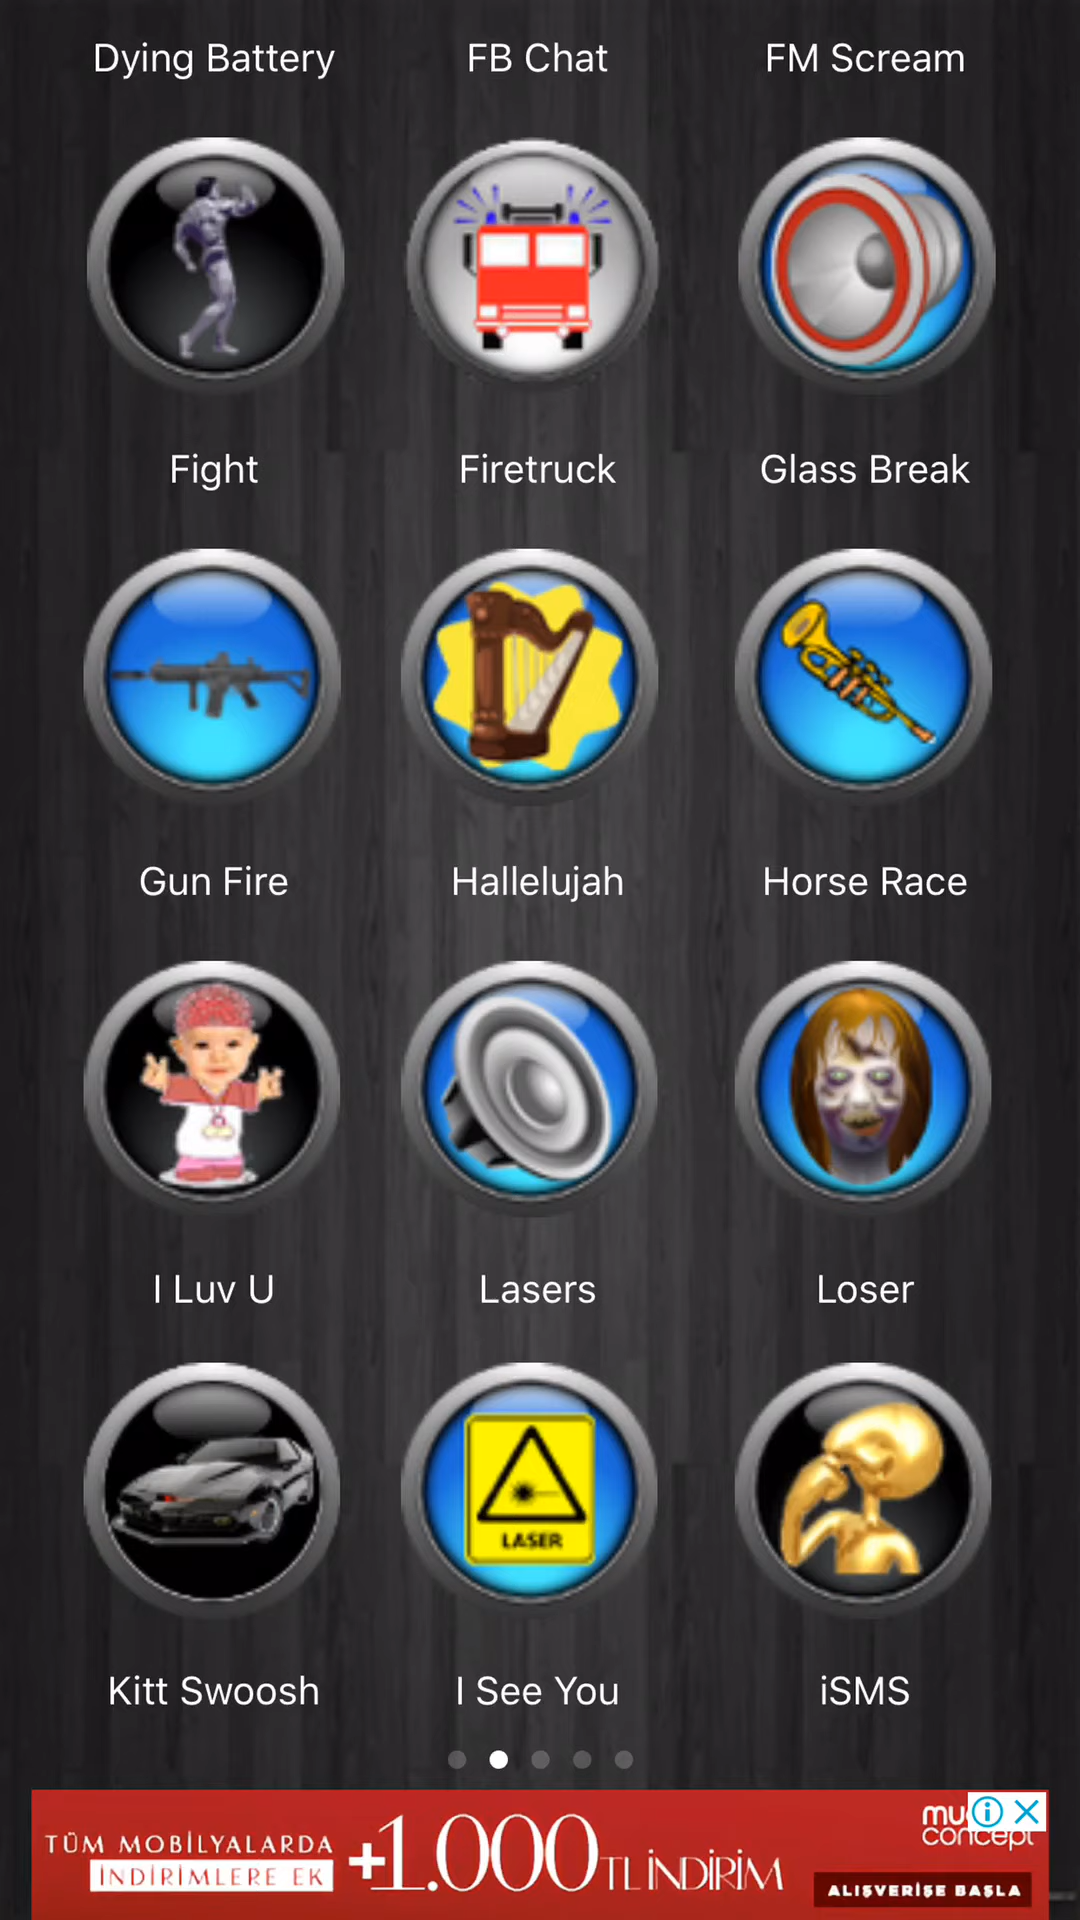 Dying Battery
FB Chat
FM Scream
Fight
Firetruck
Glass Break
Gun Fire
Hallelujah
Horse Race
I Luv U
Lasers
Loser
LASER
Kitt Swoosh
I See You
iSMS
TÜM MOBİLYALARDA
İNDİRİMLERE EK
+1.000 TL İNDİRİM
concept
ALIŞVERİŞE BAŞLA